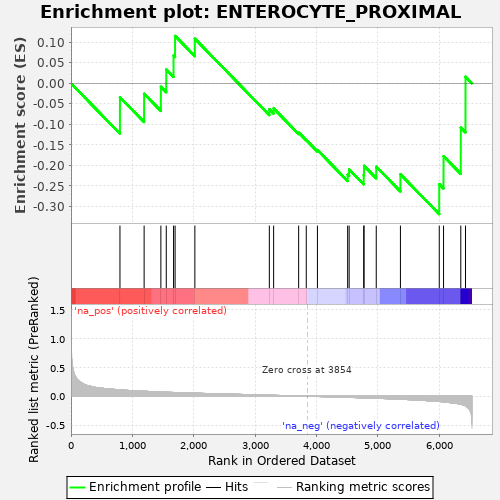 Enrichment plot: ENTEROCYTE_PROXIMAL
Enrichment score (ES)
0.10
0.05
0.00
-0.05
-0.10
-0.15
-0.20
-0.25
-0.30
'na_pos' (positively correlated)
Ranked list metric (PreRanked)
1.5
1.0
0.5
0.0
-0.5
Zero cross at 3854
'na_neg' (negatively correlated)
0 1,000 2,000 3,000 4,000 5,000 6,000
Rank in Ordered Dataset
Enrichment profile Hits Ranking metric scores